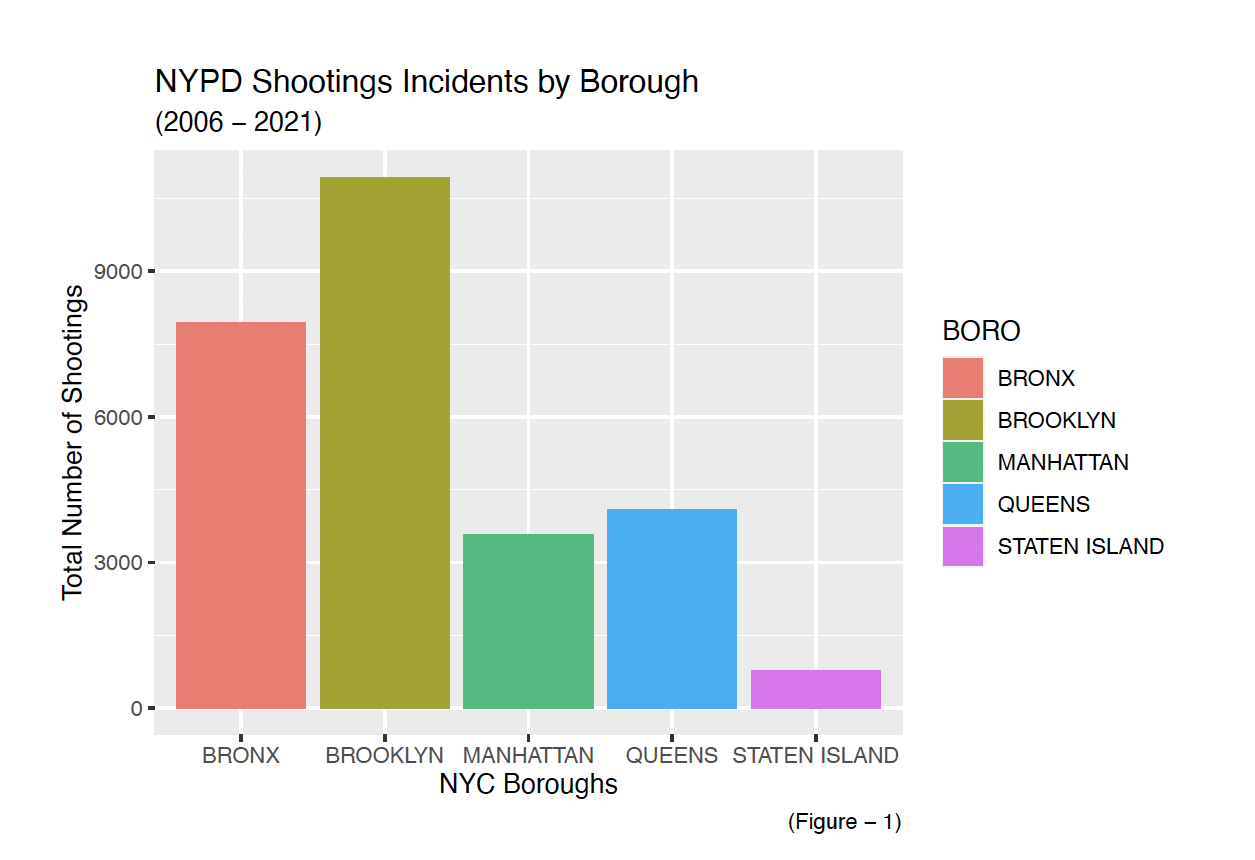 NYPD Shootings Incidents by Borough
(2006 – 2021)
Total Number of Shootings
9000
6000
3000
0
BRONX BROOKLYN MANHATTAN QUEENS STATEN ISLAND
NYC Boroughs
BORO
BRONX
BROOKLYN
MANHATTAN
QUEENS
STATEN ISLAND
(Figure – 1)